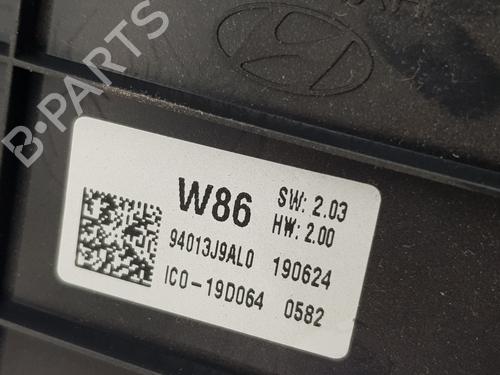 B-PARTS
W86 SW: 2.03
HW: 2.00
94013J9AL0 190624
IC0-19D064 0582